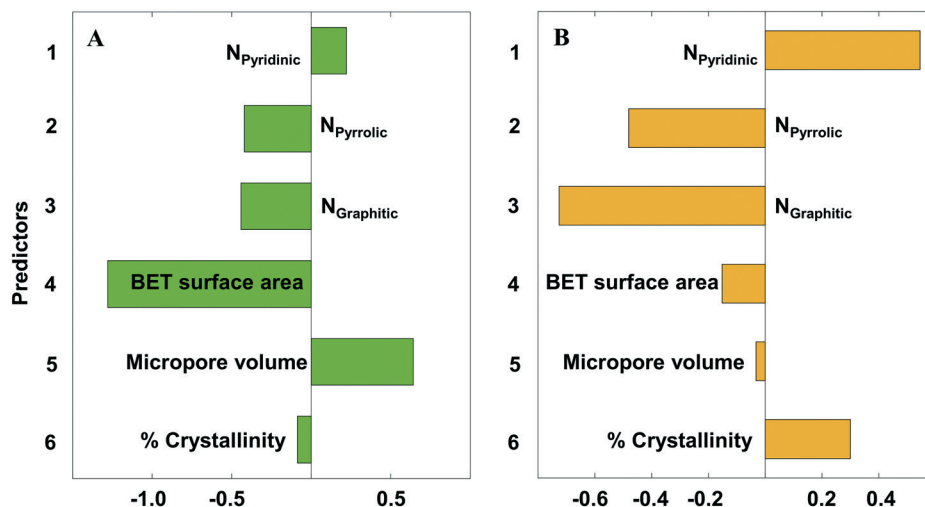 A
B
Predictors
1
N_Pyridinic
2
N_Pyrrolic
3
N_Graphitic
4
BET surface area
5
Micropore volume
6
% Crystallinity
-1.0 -0.5 0.5
1
N_Pyridinic
2
N_Pyrrolic
3
N_Graphitic
4
BET surface area
5
Micropore volume
6
% Crystallinity
-0.6 -0.4 -0.2 0.2 0.4